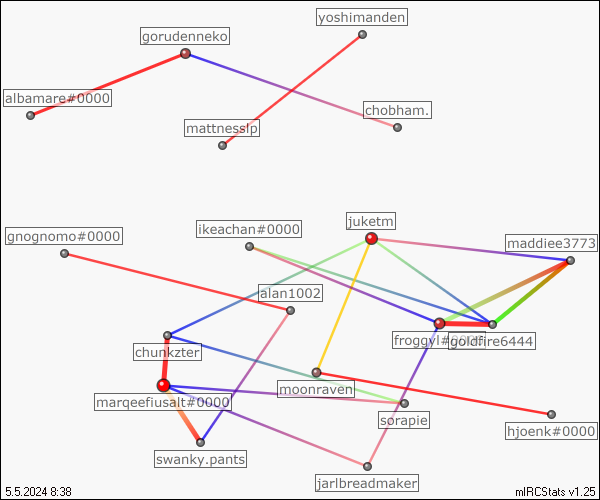 yoshimanden
gorudenneko
albamare#0000
chobham.
mattnesslp
juketm
ikeachan#0000
gnognomo#0000
maddiee3773
alan1002
froggyl#
goldfire6444
chunkzter
moonraven
marqeefiusalt#0000
sorapie
hjoenk#0000
swanky.pants
jarlbreadmaker
5.5.2024 8:38
mIRCStats v1.25